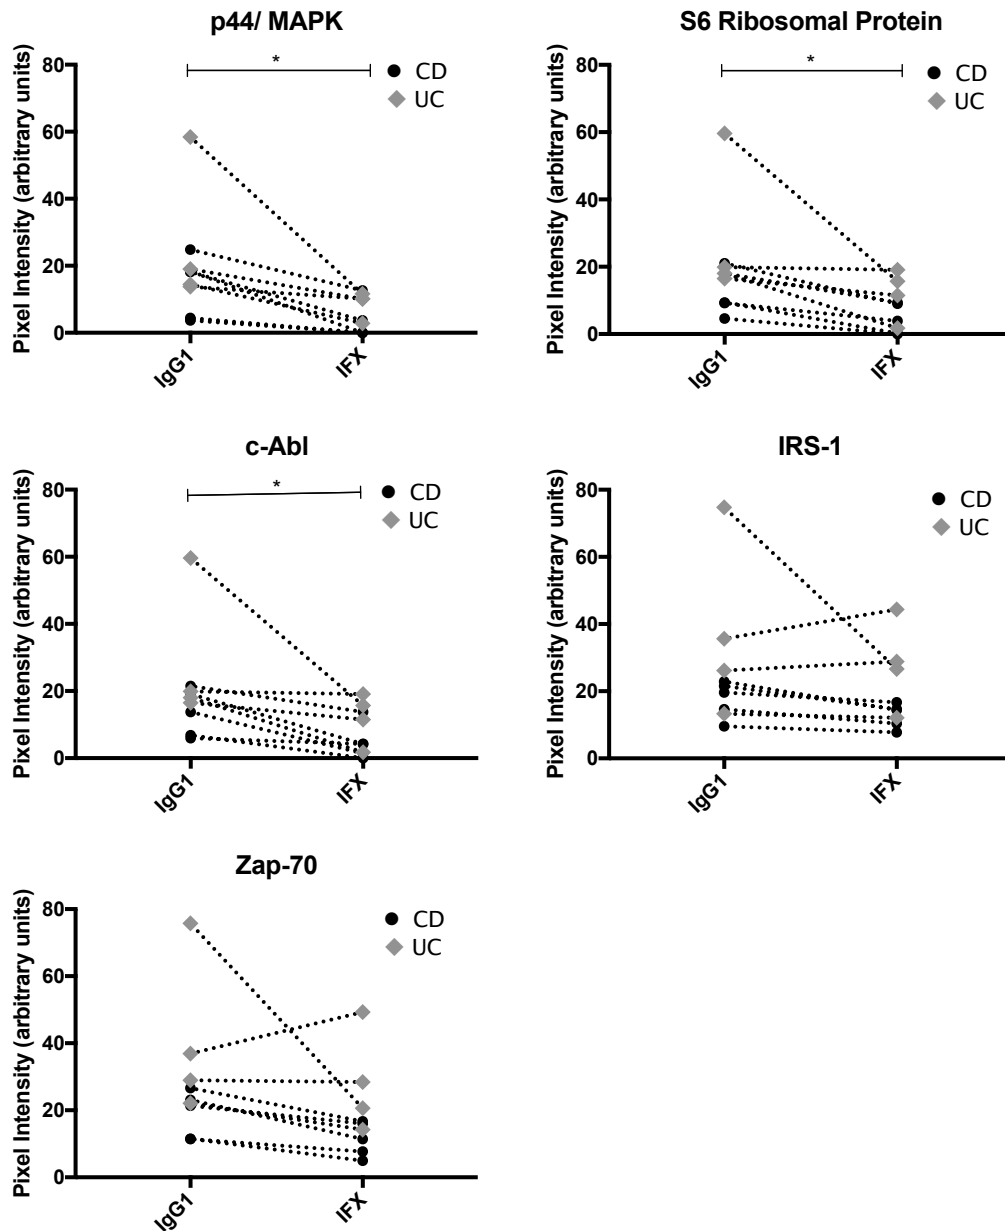 p44/ MAPK
*
CD
UC
Pixel Intensity (arbitrary units)
80
60
40
20
0
IgG1
IFX
S6 Ribosomal Protein
*
CD
UC
Pixel Intensity (arbitrary units)
80
60
40
20
0
IgG1
IFX
c-Abl
*
CD
UC
Pixel Intensity (arbitrary units)
80
60
40
20
0
IgG1
IFX
IRS-1
CD
UC
Pixel Intensity (arbitrary units)
80
60
40
20
0
IgG1
IFX
Zap-70
CD
UC
Pixel Intensity (arbitrary units)
80
60
40
20
0
IgG1
IFX